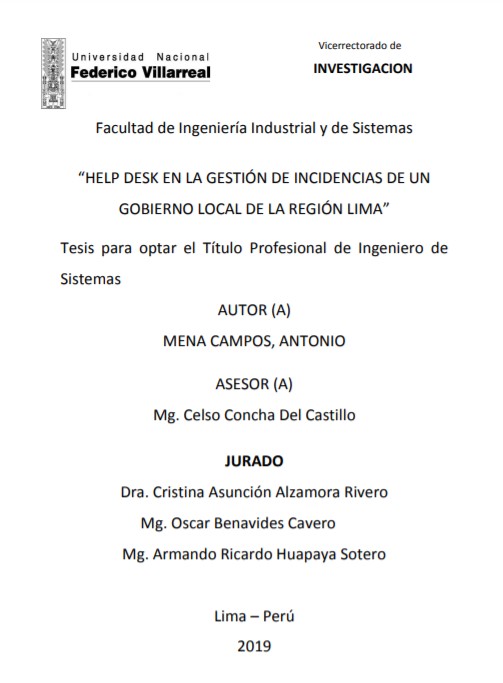 Universidad Nacional
Federico Villarreal
Vicerrectorado de
INVESTIGACION
Facultad de Ingeniería Industrial y de Sistemas
“HELP DESK EN LA GESTIÓN DE INCIDENCIAS DE UN
GOBIERNO LOCAL DE LA REGIÓN LIMA”
Tesis para optar el Título Profesional de Ingeniero de
Sistemas
AUTOR (A)
MENA CAMPOS, ANTONIO
ASESOR (A)
Mg. Celso Concha Del Castillo
JURADO
Dra. Cristina Asunción Alzamora Rivero
Mg. Oscar Benavides Cavero
Mg. Armando Ricardo Huapaya Sotero
Lima – Perú
2019